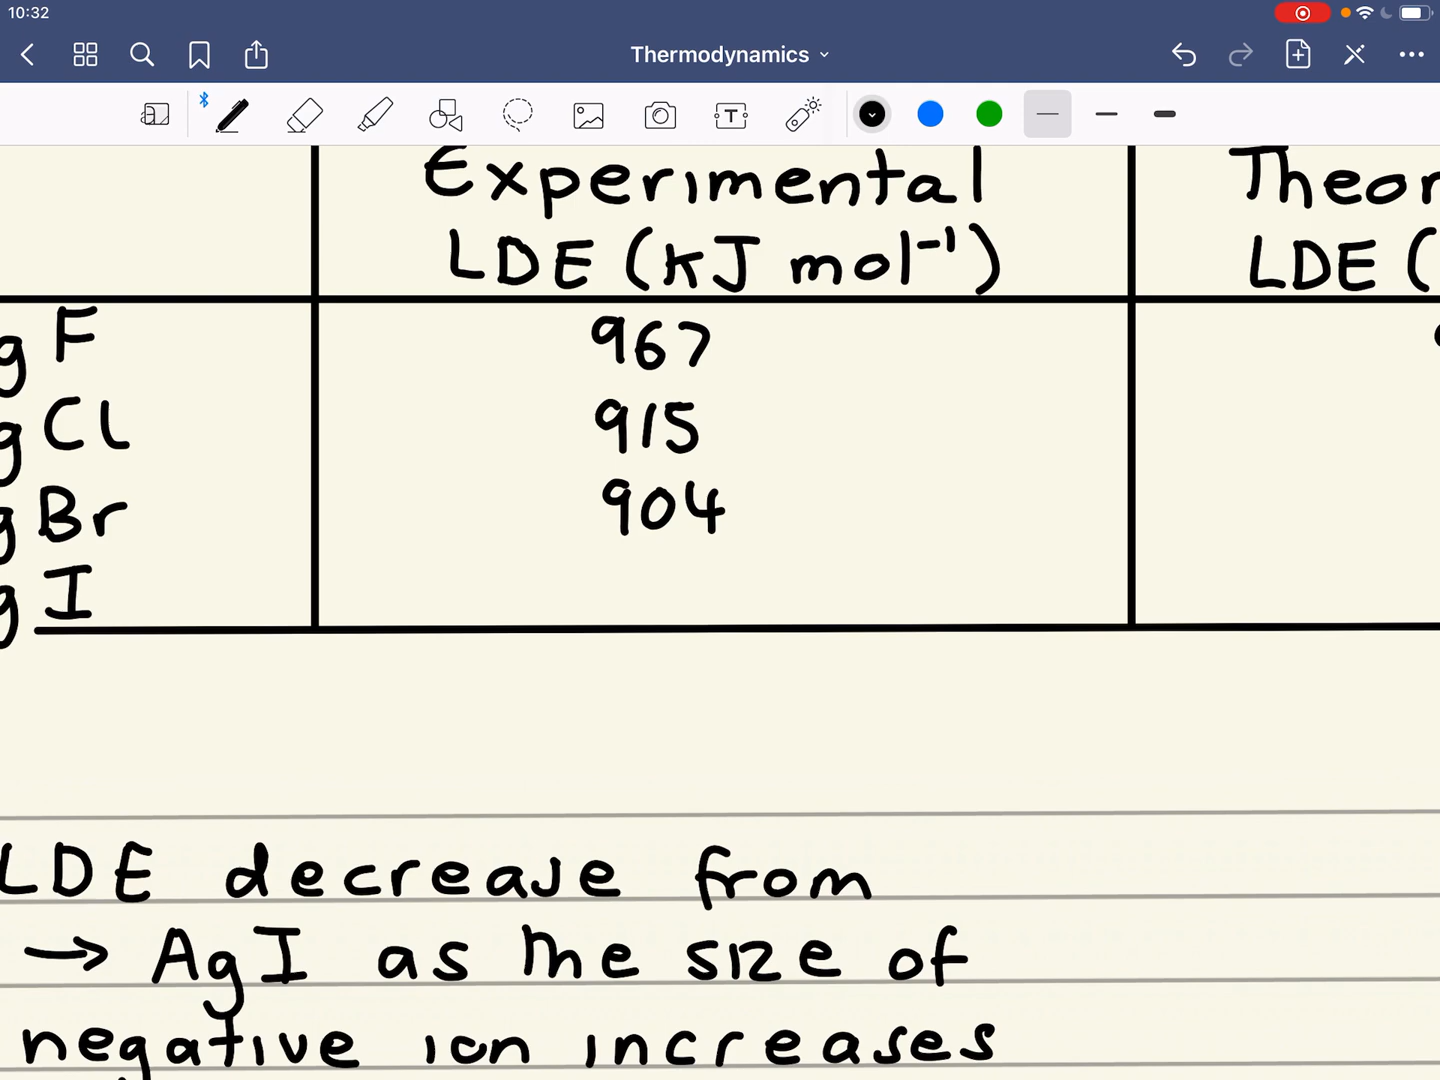 10:32
Thermodynamics
T
Experimental Theor
LDE (kJ mol⁻¹) LDE (
g F 967
g Cl 915
g Br 904
g I
LDE decrease from
→ AgI as the size of
negative ion increases